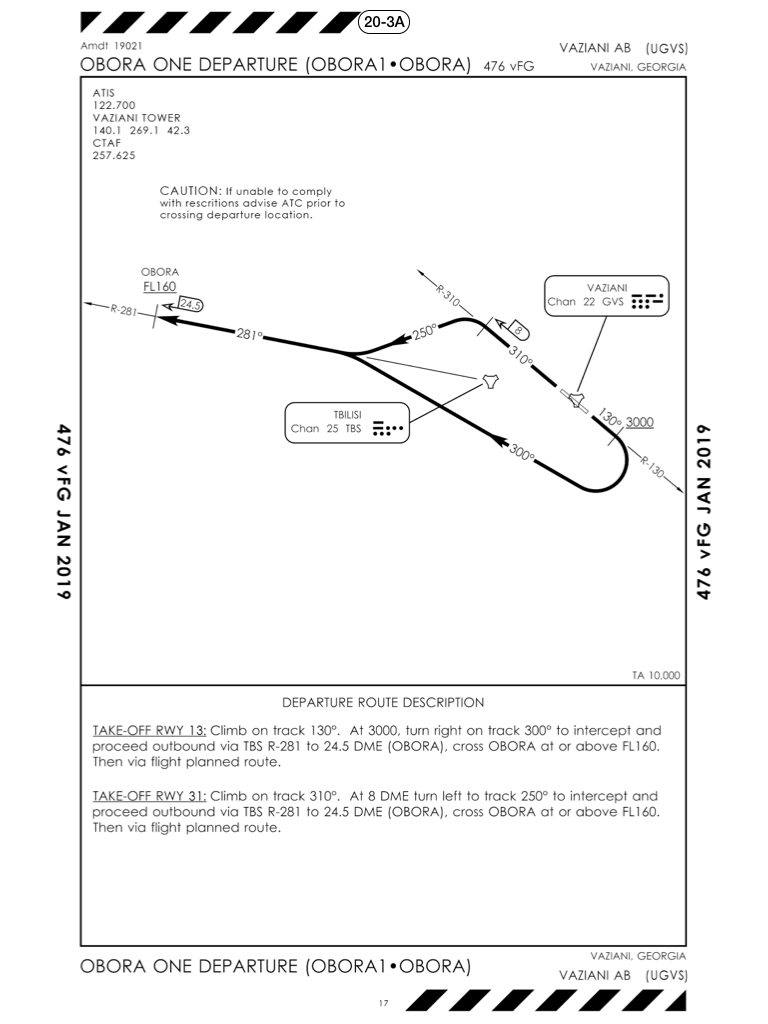 20-3A
Amdt 19021
VAZIANI AB (UGVS)
OBORA ONE DEPARTURE (OBORA1•OBORA) 476 vFG
VAZIANI, GEORGIA
ATIS
122.700
VAZIANI TOWER
140.1 269.1 42.3
CTAF
257.625
CAUTION: If unable to comply
with rescritions advise ATC prior to
crossing departure location.
OBORA
FL160
24.5
R-281
281°
250°
R-310
8
310°
VAZIANI
Chan 22 GVS
130°
3000
R-130
TBILISI
Chan 25 TBS
300°
476 vFG JAN 2019
476 vFG JAN 2019
TA 10,000
DEPARTURE ROUTE DESCRIPTION
TAKE-OFF RWY 13: Climb on track 130°. At 3000, turn right on track 300° to intercept and
proceed outbound via TBS R-281 to 24.5 DME (OBORA), cross OBORA at or above FL160.
Then via flight planned route.
TAKE-OFF RWY 31: Climb on track 310°. At 8 DME turn left to track 250° to intercept and
proceed outbound via TBS R-281 to 24.5 DME (OBORA), cross OBORA at or above FL160.
Then via flight planned route.
VAZIANI, GEORGIA
OBORA ONE DEPARTURE (OBORA1•OBORA)
VAZIANI AB (UGVS)
17